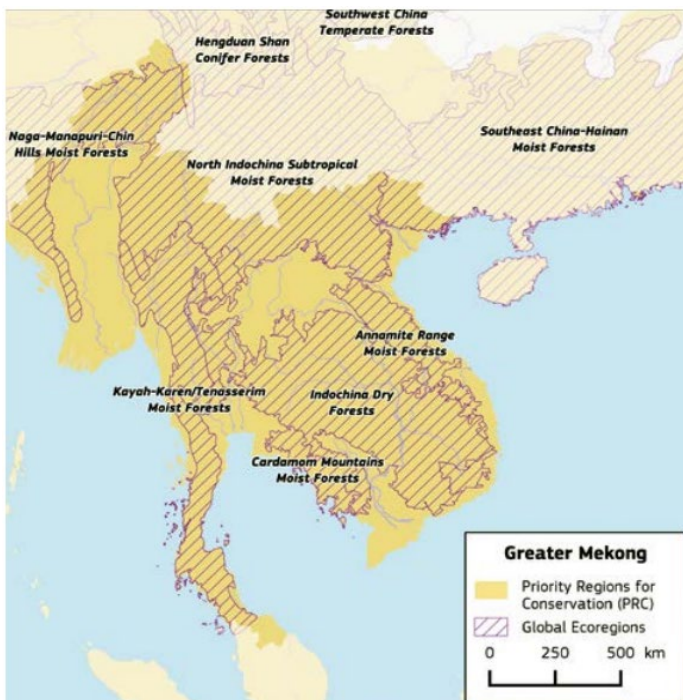 Southwest China
Temperate Forests
Hengduan Shan
Conifer Forests
Naga-Manapuri-Chin
Hills Moist Forests
Southeast China-Hainan
Moist Forests
North Indochina Subtropical
Moist Forests
Annamite Range
Moist Forests
Kayah-Karen/Tenasserim
Moist Forests
Indochina Dry
Forests
Cardamom Mountains
Moist Forests
Greater Mekong
Priority Regions for
Conservation (PRC)
Global Ecoregions
0 250 500 km